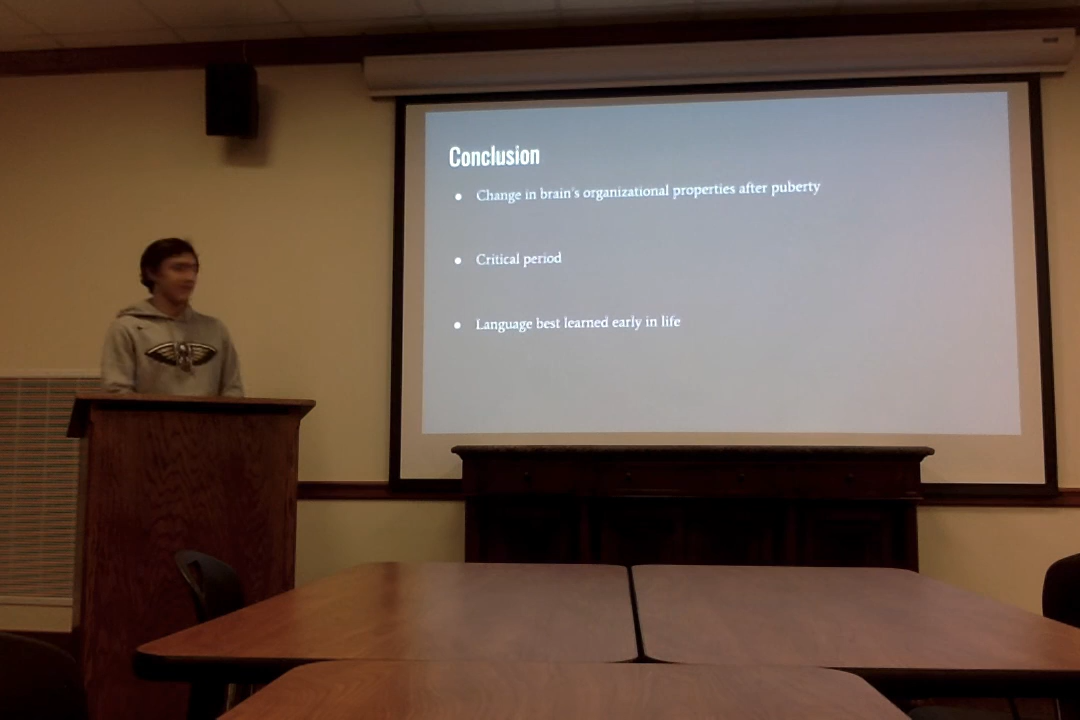 Conclusion
● Change in brain's organizational properties after puberty
● Critical period
● Language best learned early in life